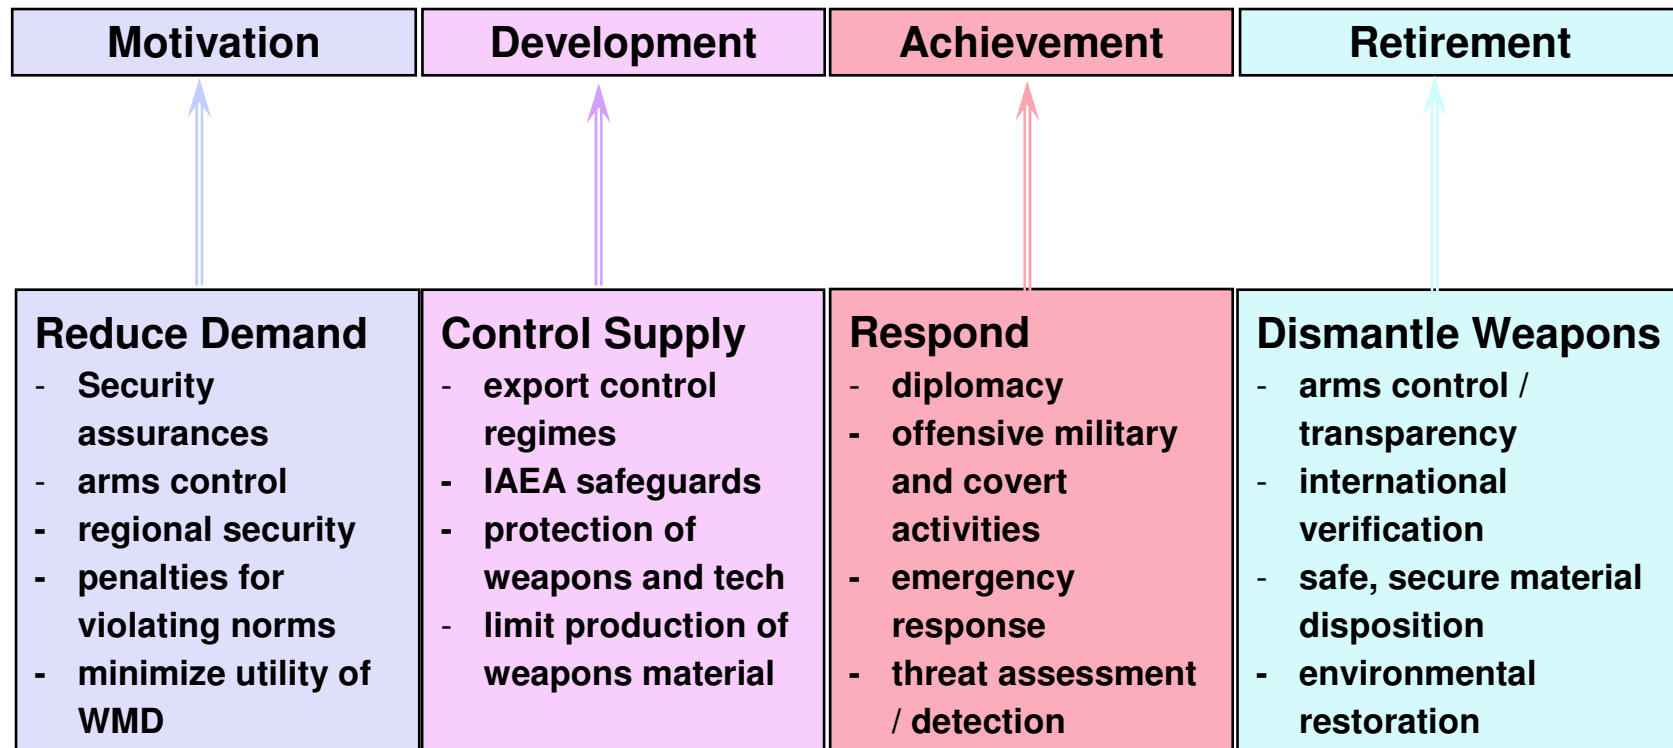 Motivation
Development
Achievement
Retirement
Reduce Demand
- Security
assurances
- arms control
- regional security
- penalties for
violating norms
- minimize utility of
WMD
Control Supply
- export control
regimes
- IAEA safeguards
- protection of
weapons and tech
- limit production of
weapons material
Respond
- diplomacy
- offensive military
and covert
activities
- emergency
response
- threat assessment
/ detection
Dismantle Weapons
- arms control /
transparency
- international
verification
- safe, secure material
disposition
- environmental
restoration